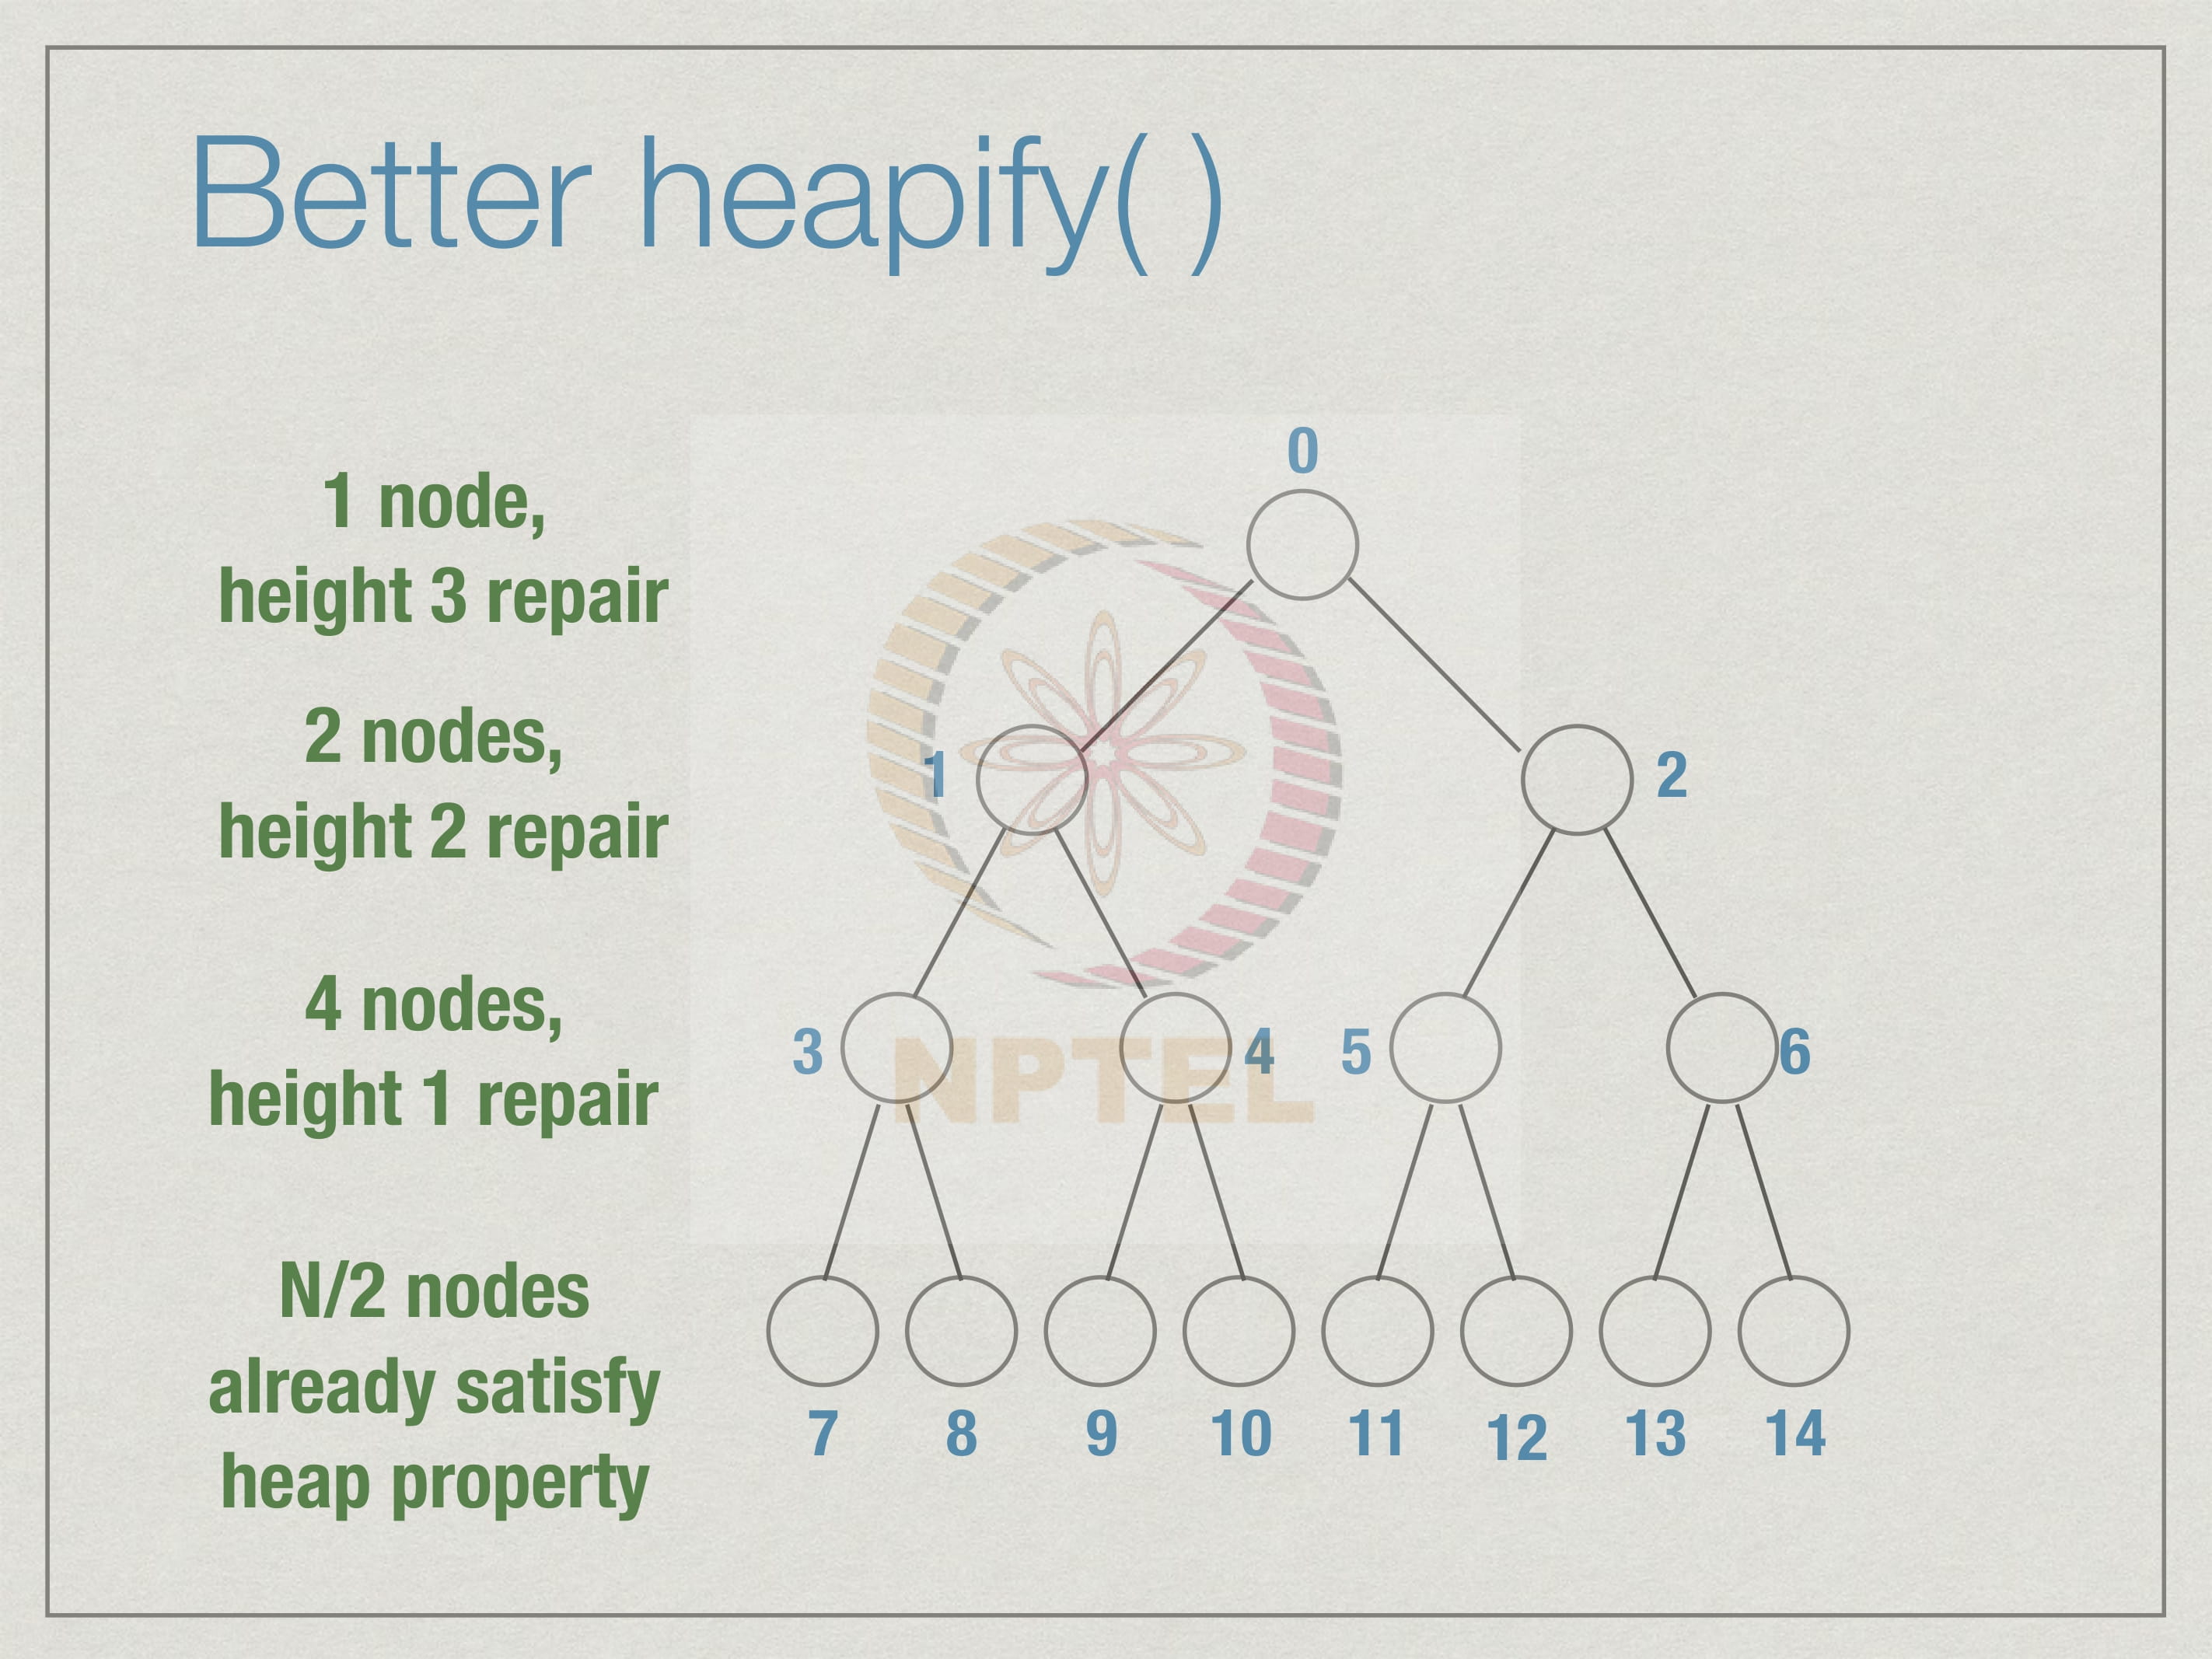 Better heapify( )
0
1 node,
height 3 repair
2 nodes,
height 2 repair
1
2
4 nodes,
height 1 repair
3
4
5
6
NPTEL
N/2 nodes
already satisfy
heap property
7 8 9 10 11 12 13 14